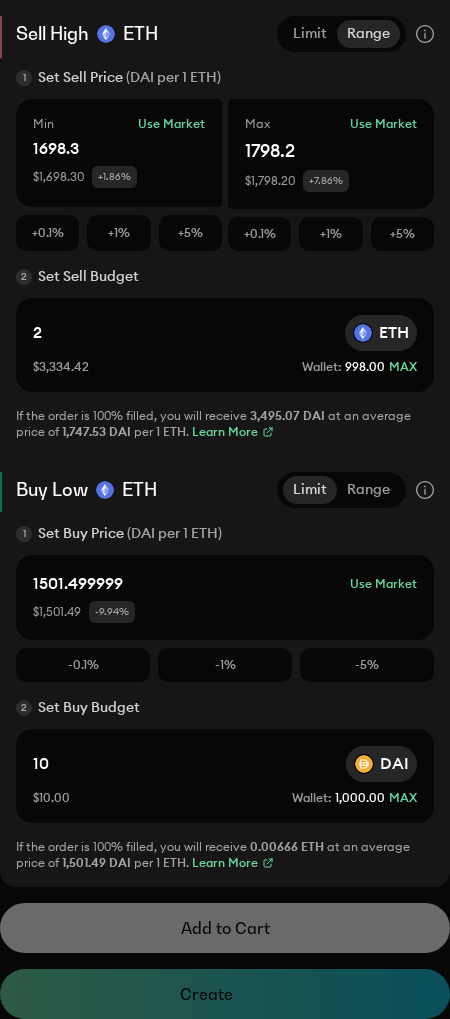 Sell High ETH Limit Range
1 Set Sell Price (DAI per 1 ETH)
Min Use Market
1698.3
$1,698.30 +1.86%
Max Use Market
1798.2
$1,798.20 +7.86%
+0.1% +1% +5% +0.1% +1% +5%
2 Set Sell Budget
2 ETH
$3,334.42 Wallet: 998.00 MAX
If the order is 100% filled, you will receive 3,495.07 DAI at an average
price of 1,747.53 DAI per 1 ETH. Learn More
Buy Low ETH Limit Range
1 Set Buy Price (DAI per 1 ETH)
1501.499999 Use Market
$1,501.49 -9.94%
-0.1% -1% -5%
2 Set Buy Budget
10 DAI
$10.00 Wallet: 1,000.00 MAX
If the order is 100% filled, you will receive 0.00666 ETH at an average
price of 1,501.49 DAI per 1 ETH. Learn More
Add to Cart
Create